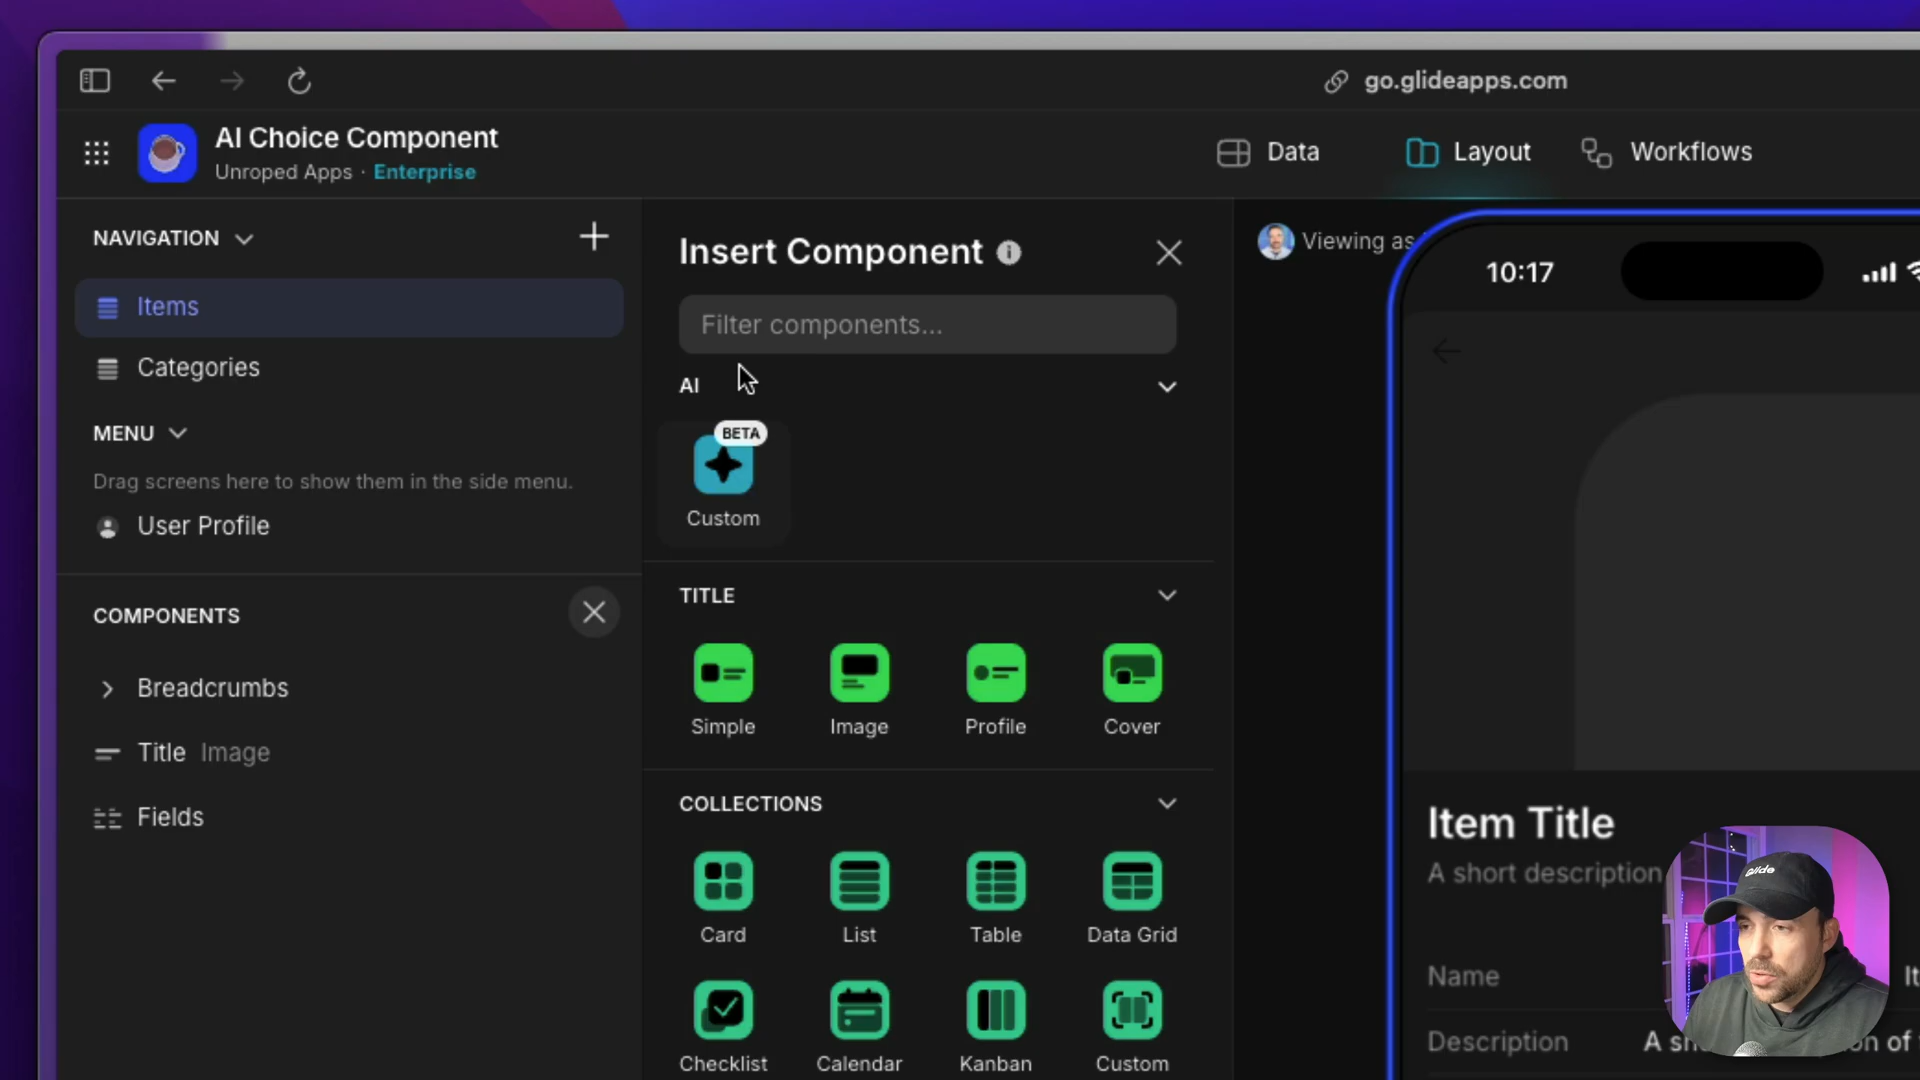 go.glideapps.com
AI Choice Component
Unroped Apps · Enterprise
Data
Layout
Workflows
NAVIGATION
Items
Categories
MENU
Drag screens here to show them in the side menu.
User Profile
COMPONENTS
Breadcrumbs
Title Image
Fields
Insert Component
Filter components...
AI
BETA
Custom
TITLE
Simple
Image
Profile
Cover
COLLECTIONS
Card
List
Table
Data Grid
Checklist
Calendar
Kanban
Custom
Viewing as
10:17
Item Title
A short description
Name
Description
Glide